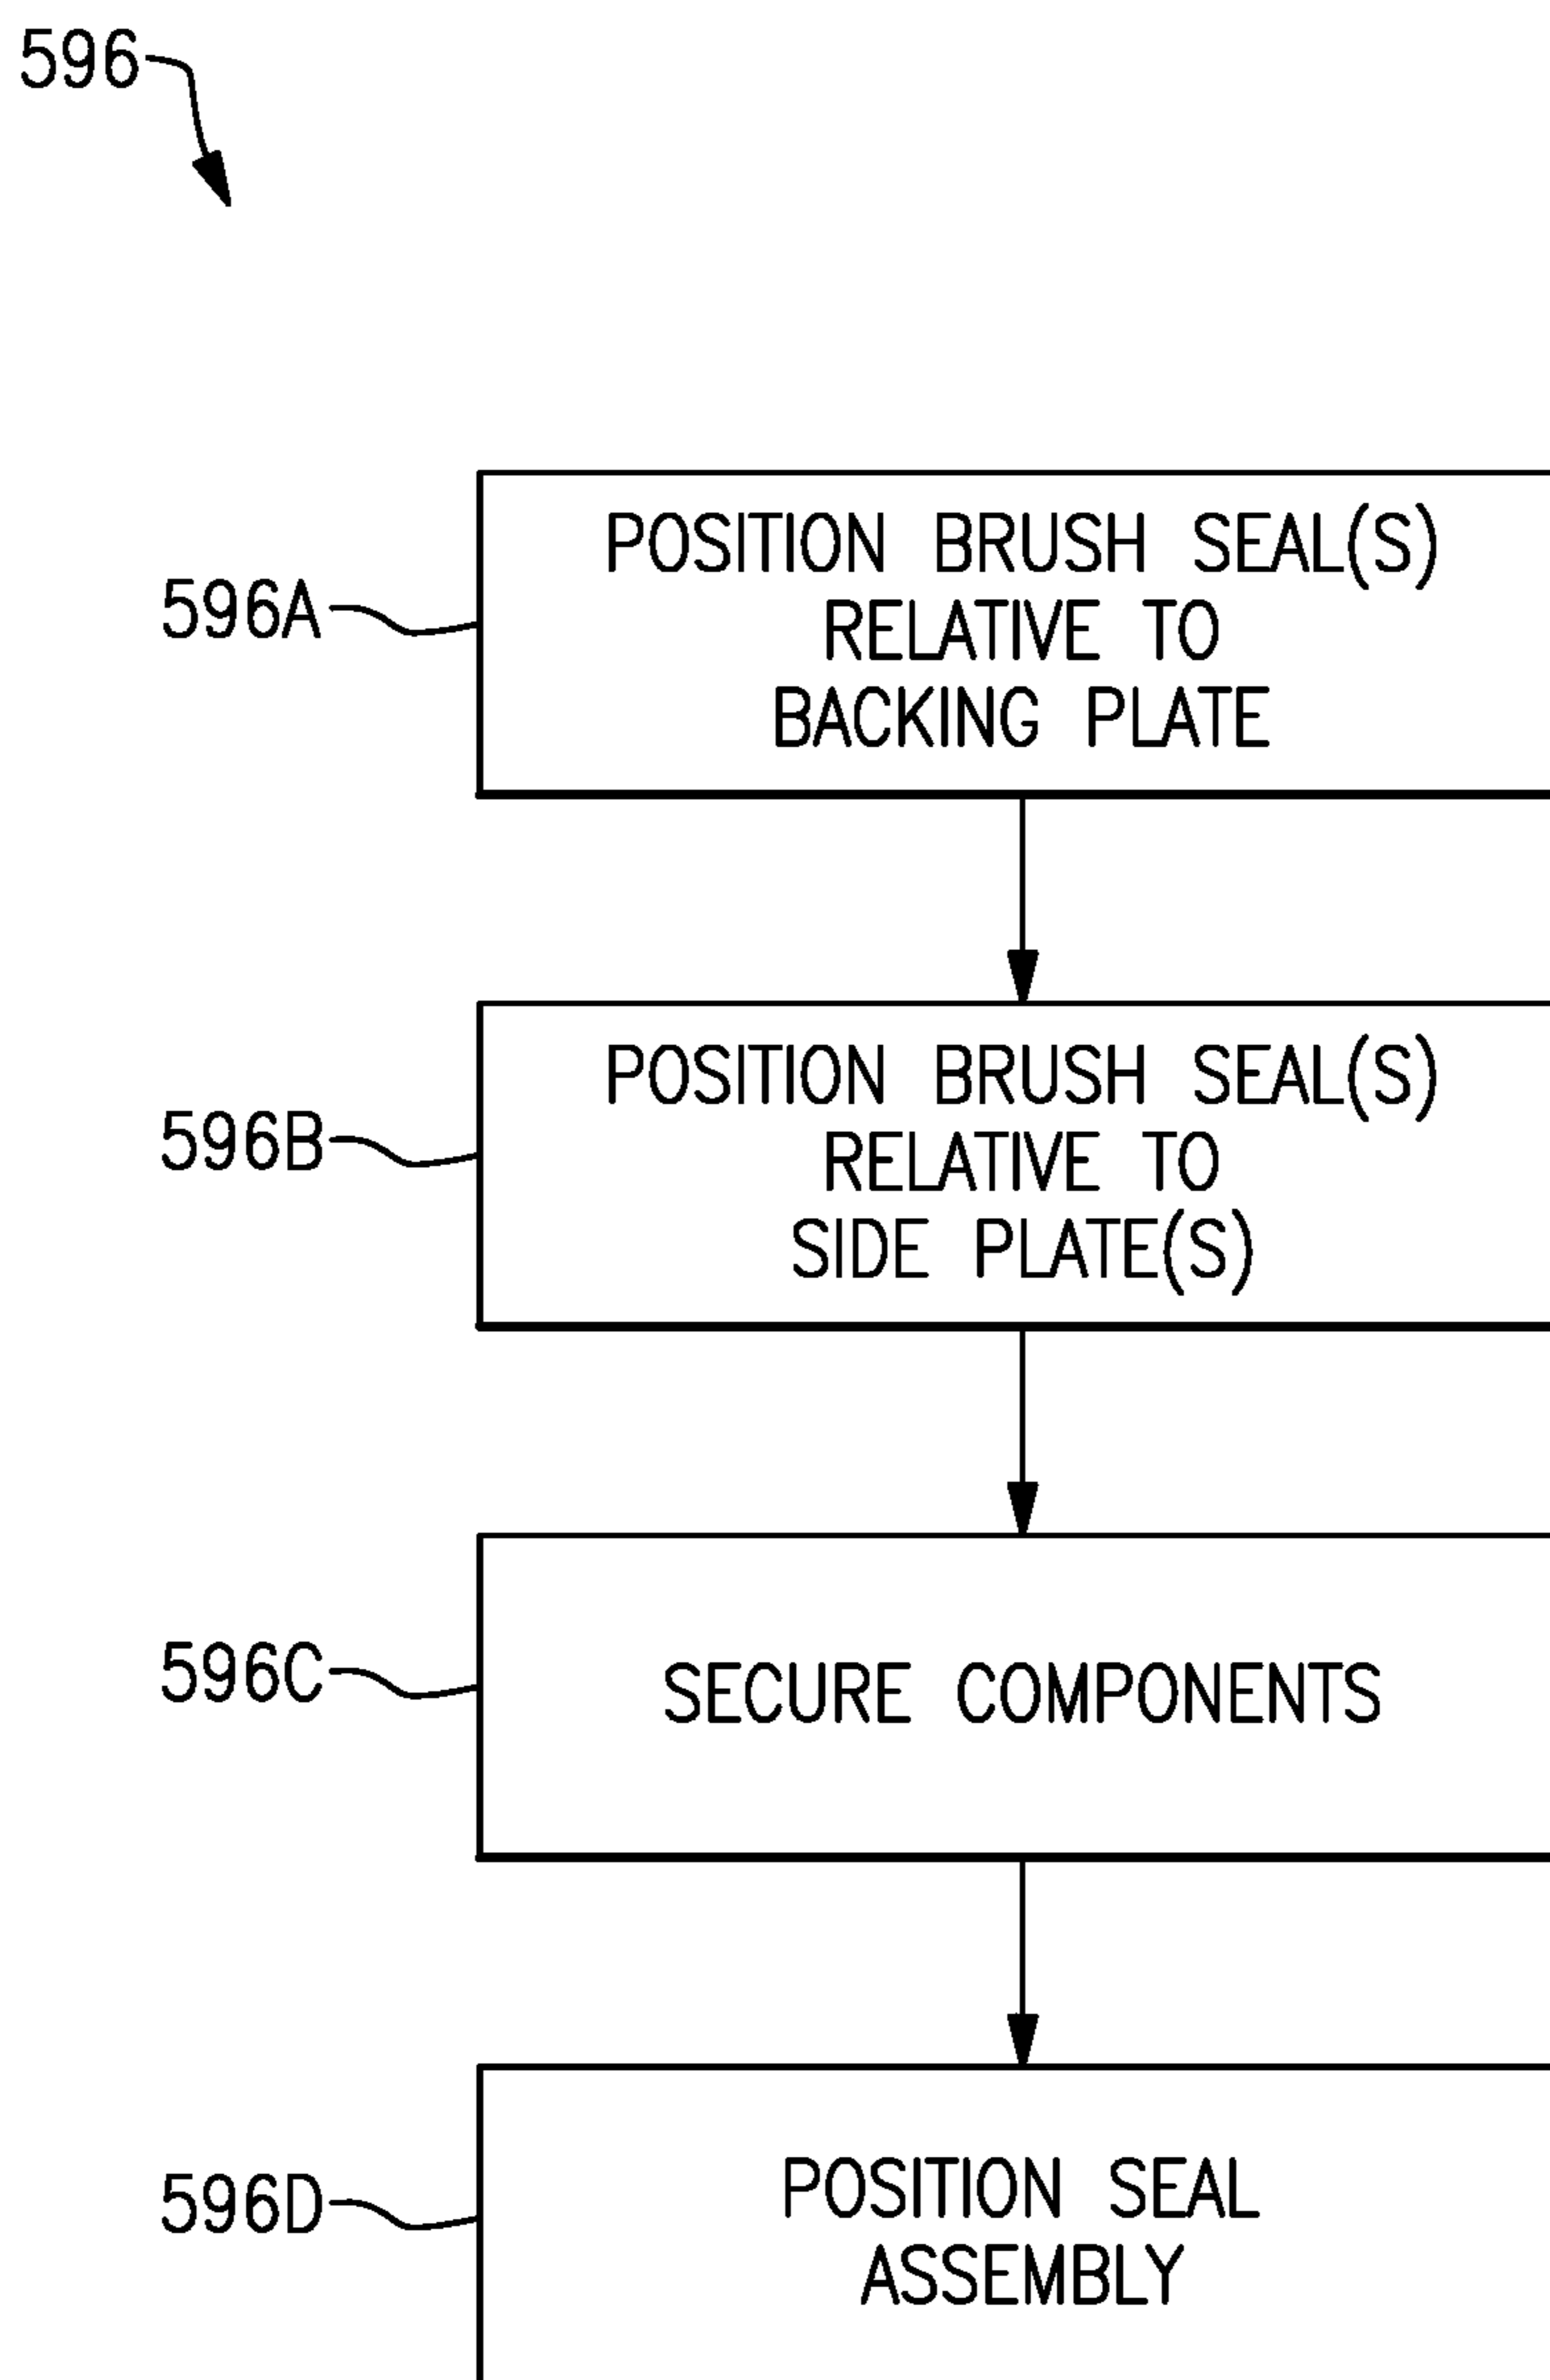 596
596A
POSITION BRUSH SEAL(S)
RELATIVE TO
BACKING PLATE
596B
POSITION BRUSH SEAL(S)
RELATIVE TO
SIDE PLATE(S)
596C
SECURE COMPONENTS
596D
POSITION SEAL
ASSEMBLY